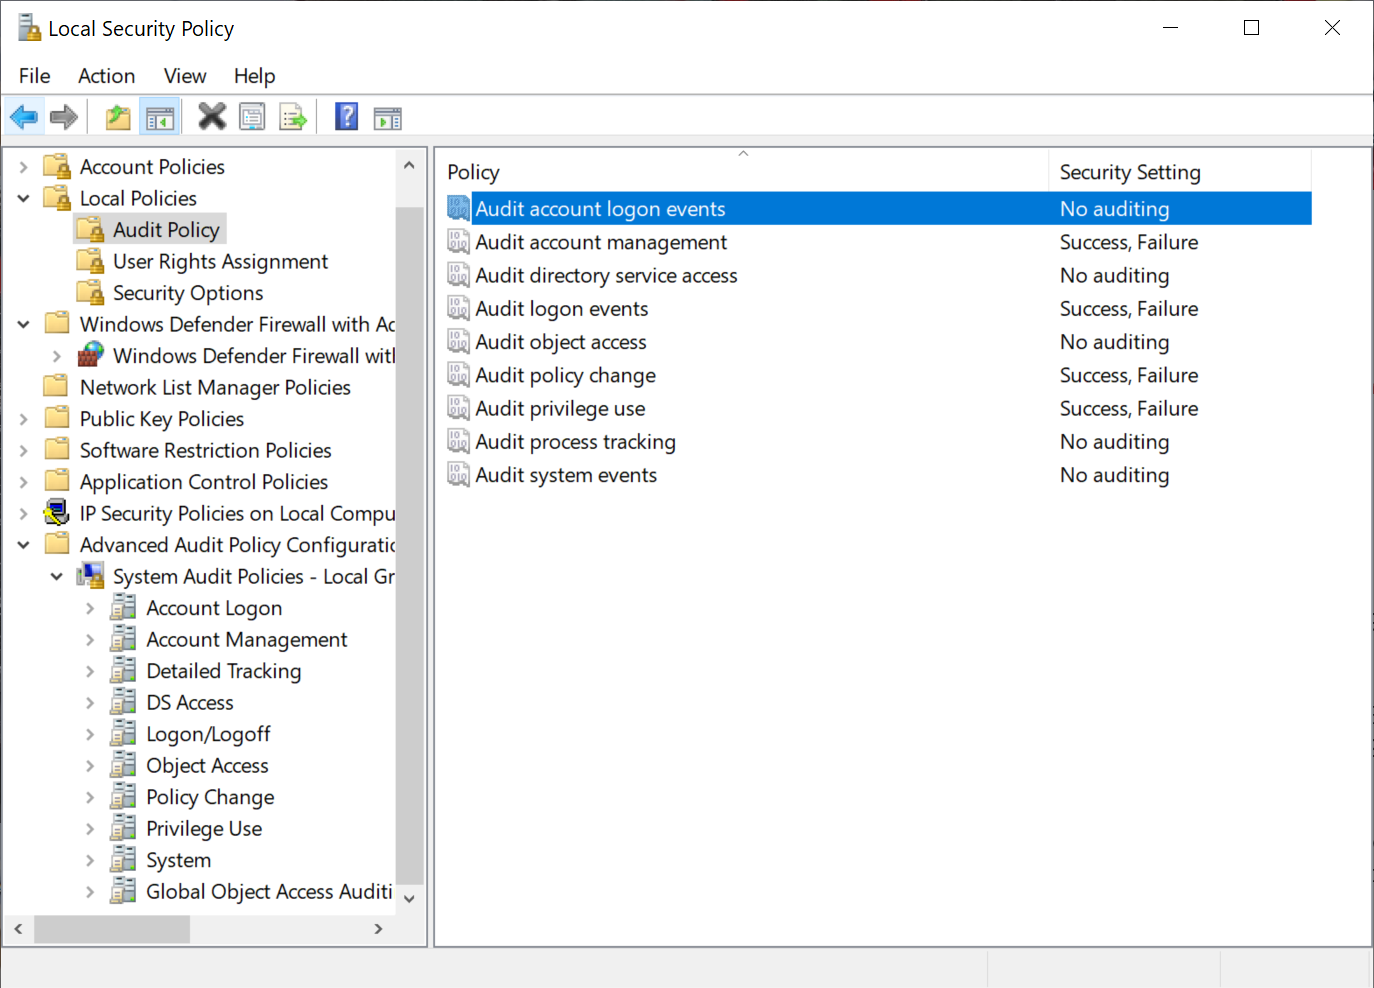 Local Security Policy
File Action View Help
Account Policies
Local Policies
Audit Policy
User Rights Assignment
Security Options
Windows Defender Firewall with Ac
Windows Defender Firewall with
Network List Manager Policies
Public Key Policies
Software Restriction Policies
Application Control Policies
IP Security Policies on Local Compu
Advanced Audit Policy Configuratio
System Audit Policies - Local Gr
Account Logon
Account Management
Detailed Tracking
DS Access
Logon/Logoff
Object Access
Policy Change
Privilege Use
System
Global Object Access Auditi
Policy Security Setting
Audit account logon events No auditing
Audit account management Success, Failure
Audit directory service access No auditing
Audit logon events Success, Failure
Audit object access No auditing
Audit policy change Success, Failure
Audit privilege use Success, Failure
Audit process tracking No auditing
Audit system events No auditing